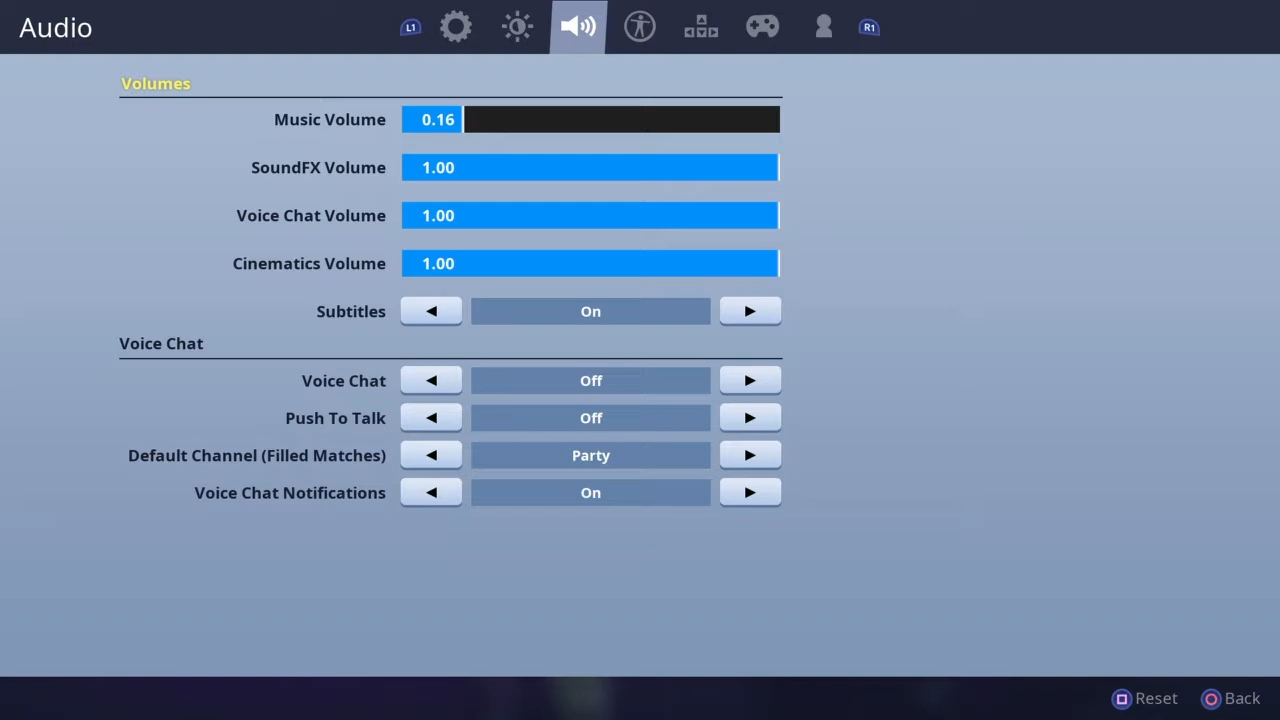 Audio
L1
R1
Volumes
Music Volume 0.16
SoundFX Volume 1.00
Voice Chat Volume 1.00
Cinematics Volume 1.00
Subtitles On
Voice Chat
Voice Chat Off
Push To Talk Off
Default Channel (Filled Matches) Party
Voice Chat Notifications On
Reset Back